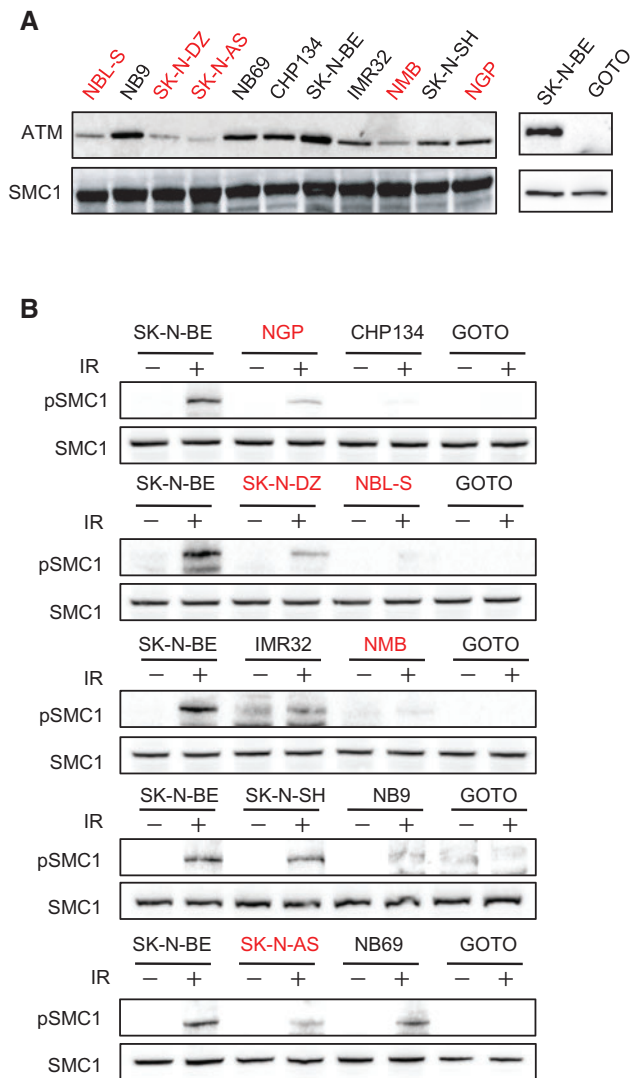 A
NBL-S NB9 SK-N-DZ SK-N-AS NB69 CHP134 SK-N-BE IMR32 NMB SK-N-SH NGP SK-N-BE GOTO
ATM
SMC1
B
SK-N-BE NGP CHP134 GOTO
IR − + − + − + − +
pSMC1
SMC1
SK-N-BE SK-N-DZ NBL-S GOTO
IR − + − + − + − +
pSMC1
SMC1
SK-N-BE IMR32 NMB GOTO
IR − + − + − + − +
pSMC1
SMC1
SK-N-BE SK-N-SH NB9 GOTO
IR − + − + − + − +
pSMC1
SMC1
SK-N-BE SK-N-AS NB69 GOTO
IR − + − + − + − +
pSMC1
SMC1